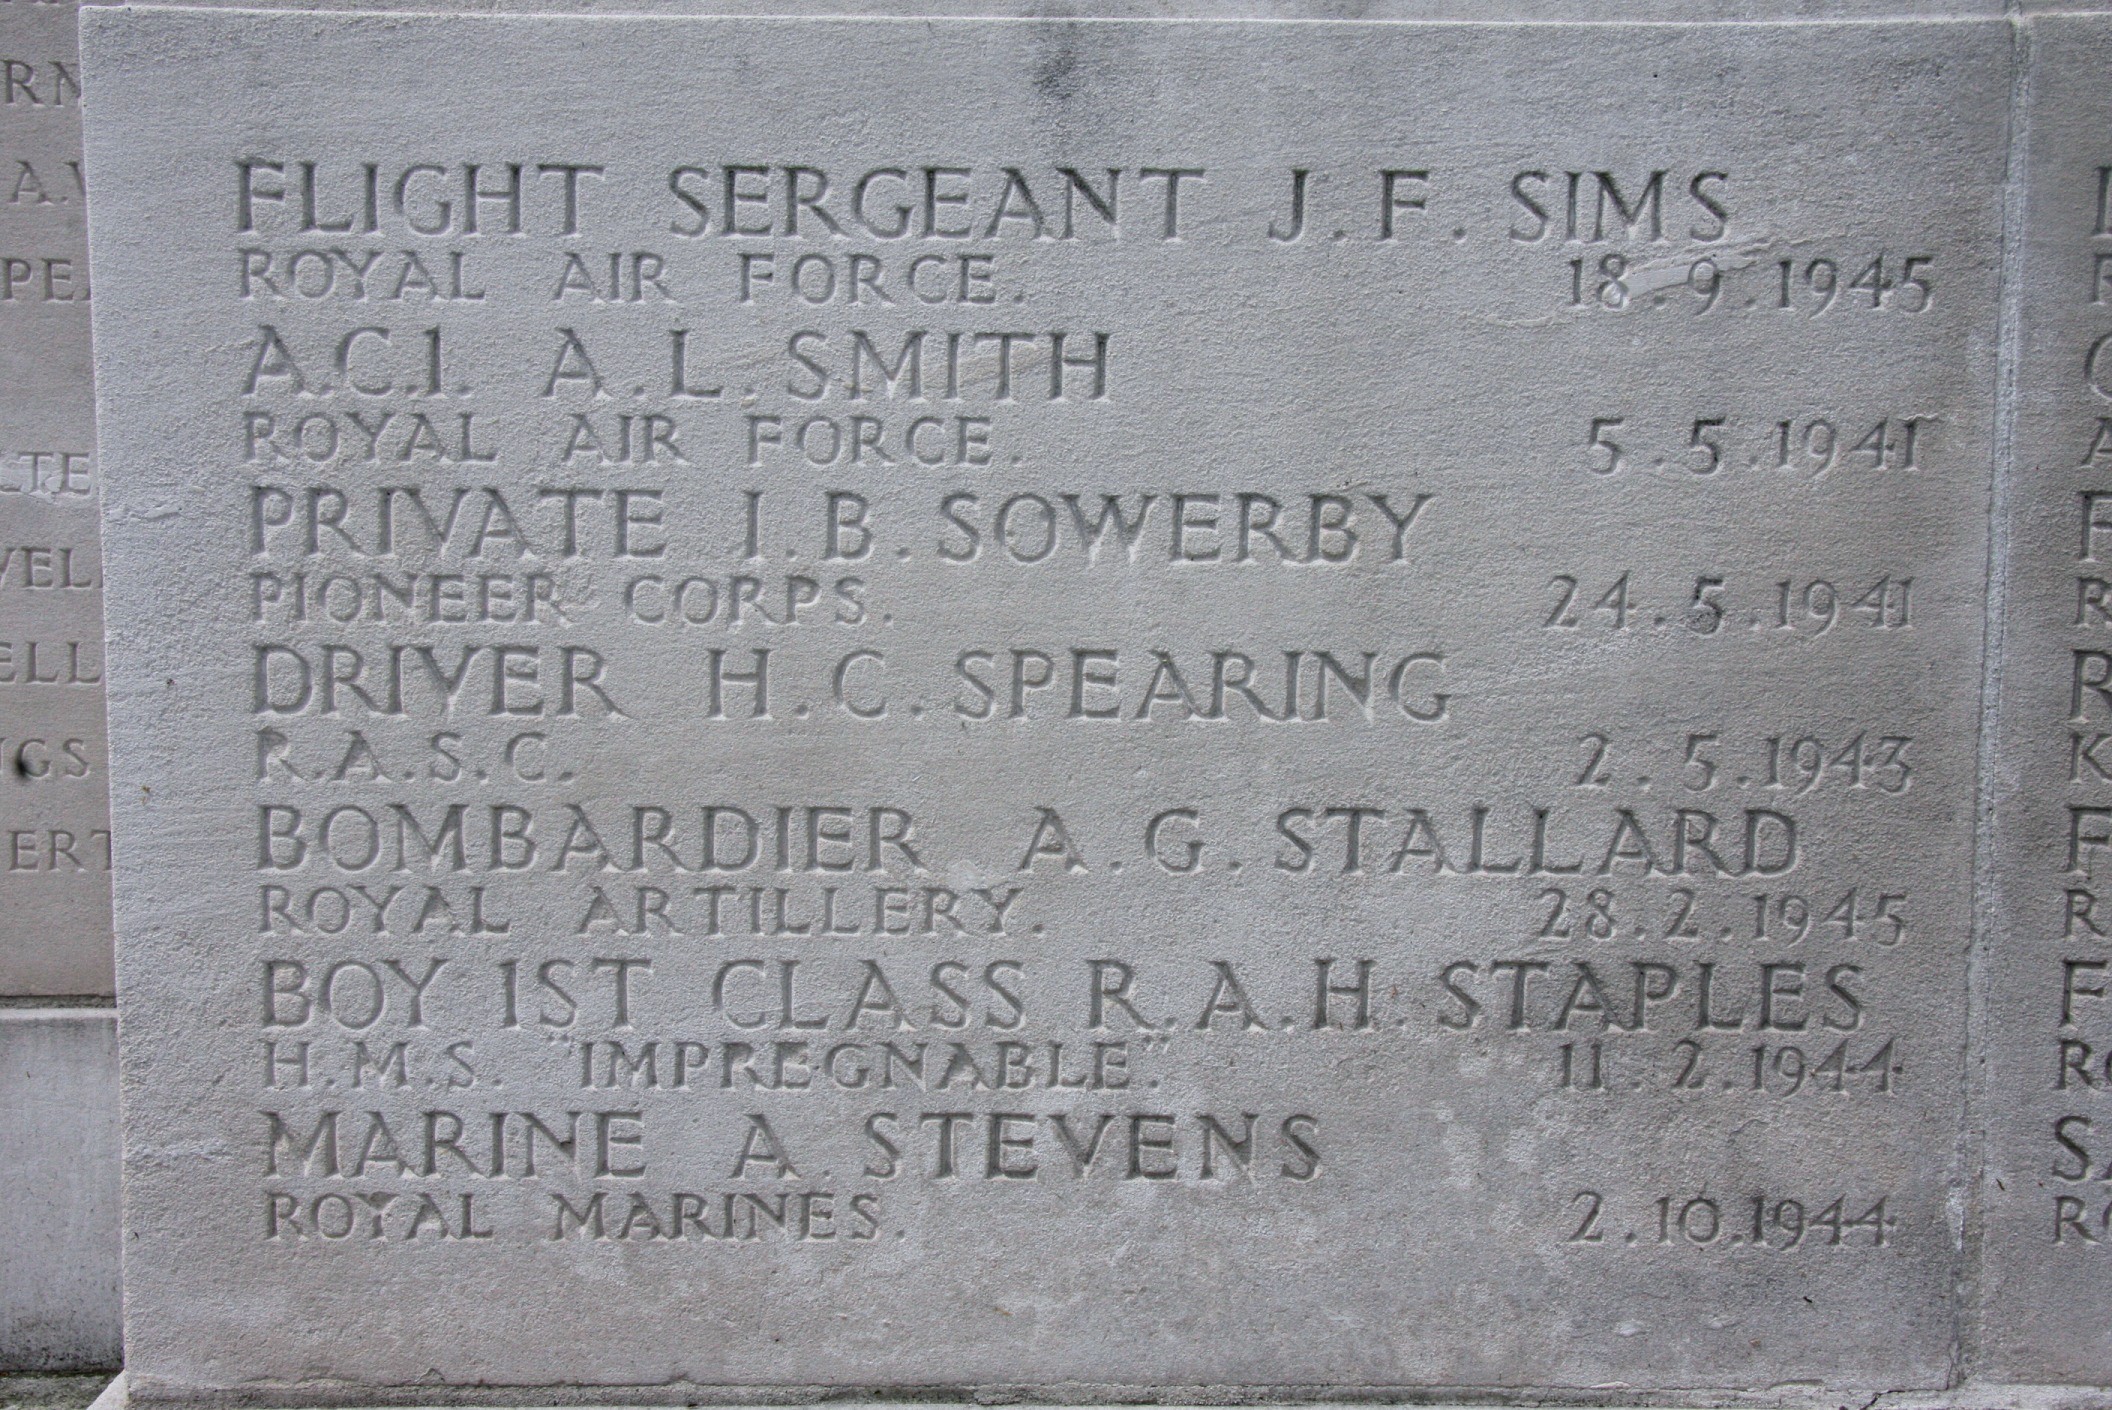 FLIGHT SERGEANT J. F. SIMS
ROYAL AIR FORCE. 18.9.1945
A.C.1. A.L. SMITH
ROYAL AIR FORCE. 5.5.1941
PRIVATE I.B. SOWERBY
PIONEER CORPS. 24.5.1941
DRIVER H.C. SPEARING
R.A.S.C. 2.5.1943
BOMBARDIER A.G. STALLARD
ROYAL ARTILLERY. 28.2.1945
BOY 1ST CLASS R.A.H. STAPLES
H.M.S. "IMPREGNABLE." 11.2.1944
MARINE A. STEVENS
ROYAL MARINES. 2.10.1944